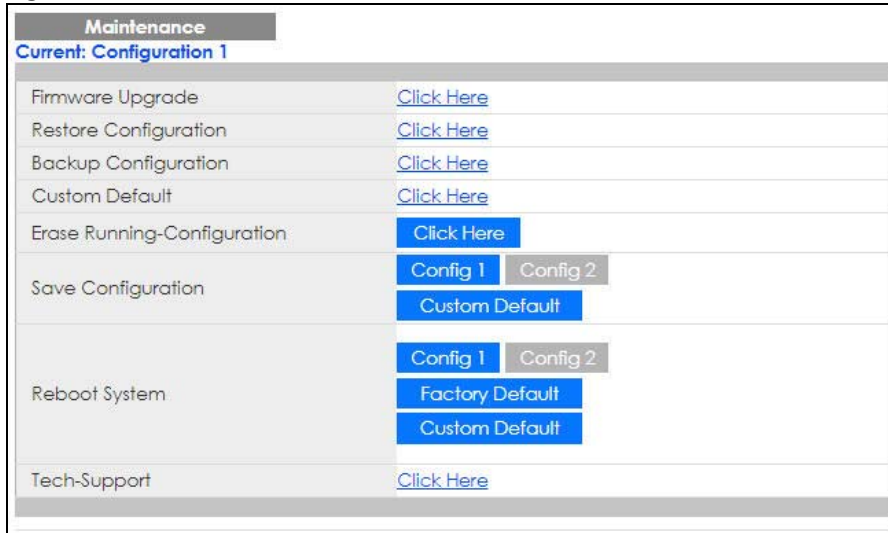 Maintenance
Current: Configuration 1
Firmware Upgrade Click Here
Restore Configuration Click Here
Backup Configuration Click Here
Custom Default Click Here
Erase Running-Configuration Click Here
Save Configuration Config 1 Config 2
Custom Default
Reboot System Config 1 Config 2
Factory Default
Custom Default
Tech-Support Click Here